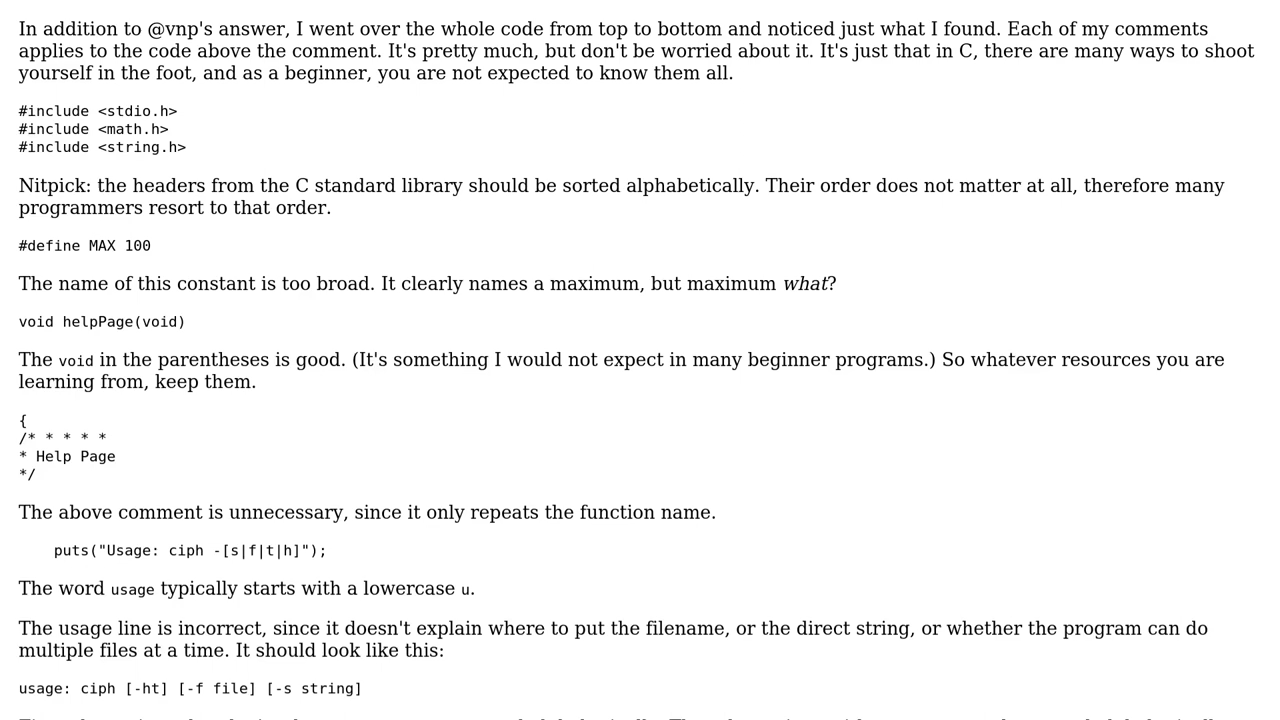 In addition to @vnp's answer, I went over the whole code from top to bottom and noticed just what I found. Each of my comments
applies to the code above the comment. It's pretty much, but don't be worried about it. It's just that in C, there are many ways to shoot
yourself in the foot, and as a beginner, you are not expected to know them all.
#include <stdio.h>
#include <math.h>
#include <string.h>
Nitpick: the headers from the C standard library should be sorted alphabetically. Their order does not matter at all, therefore many
programmers resort to that order.
#define MAX 100
The name of this constant is too broad. It clearly names a maximum, but maximum what?
void helpPage(void)
The void in the parentheses is good. (It's something I would not expect in many beginner programs.) So whatever resources you are
learning from, keep them.
{
/* * * * *
* Help Page
*/
The above comment is unnecessary, since it only repeats the function name.
    puts("Usage: ciph -[s|f|t|h]");
The word usage typically starts with a lowercase u.
The usage line is incorrect, since it doesn't explain where to put the filename, or the direct string, or whether the program can do
multiple files at a time. It should look like this:
usage: ciph [-ht] [-f file] [-s string]